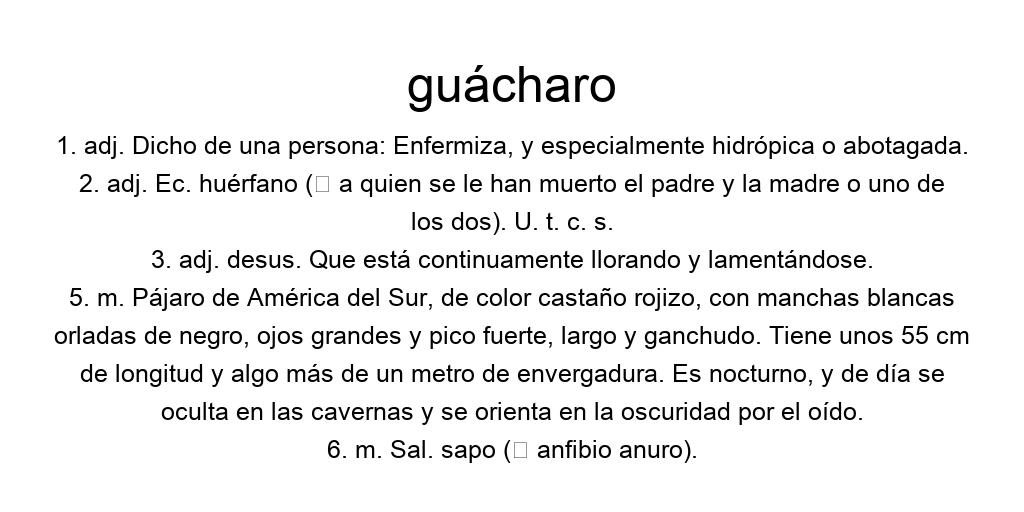 guácharo
1. adj. Dicho de una persona: Enfermiza, y especialmente hidrópica o abotagada.
2. adj. Ec. huérfano (□ a quien se le han muerto el padre y la madre o uno de
los dos). U. t. c. s.
3. adj. desus. Que está continuamente llorando y lamentándose.
5. m. Pájaro de América del Sur, de color castaño rojizo, con manchas blancas
orladas de negro, ojos grandes y pico fuerte, largo y ganchudo. Tiene unos 55 cm
de longitud y algo más de un metro de envergadura. Es nocturno, y de día se
oculta en las cavernas y se orienta en la oscuridad por el oído.
6. m. Sal. sapo (□ anfibio anuro).